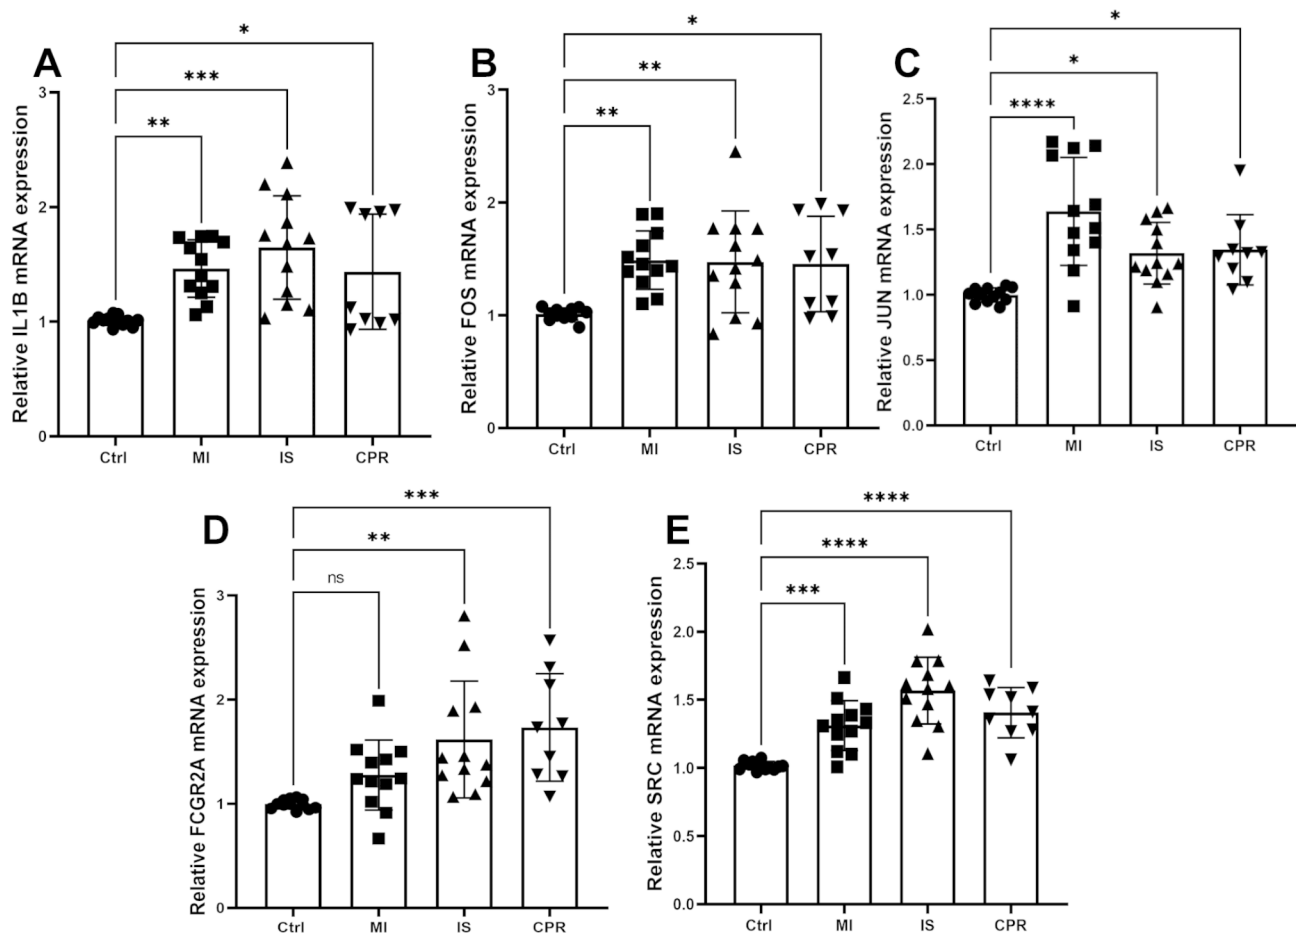 A
Relative IL1B mRNA expression
3
2
1
0
**
***
*
Ctrl MI IS CPR
B
Relative FOS mRNA expression
3
2
1
0
**
**
*
Ctrl MI IS CPR
C
Relative JUN mRNA expression
2.5
2.0
1.5
1.0
0.5
0.0
****
*
*
Ctrl MI IS CPR
D
Relative FCGR2A mRNA expression
3
2
1
0
ns
**
***
Ctrl MI IS CPR
E
Relative SRC mRNA expression
2.5
2.0
1.5
1.0
0.5
0.0
***
****
****
Ctrl MI IS CPR